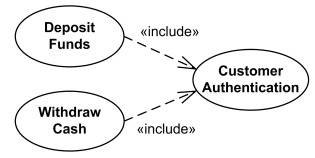 Deposit
Funds
«include»
Customer
Authentication
Withdraw
Cash
«include»